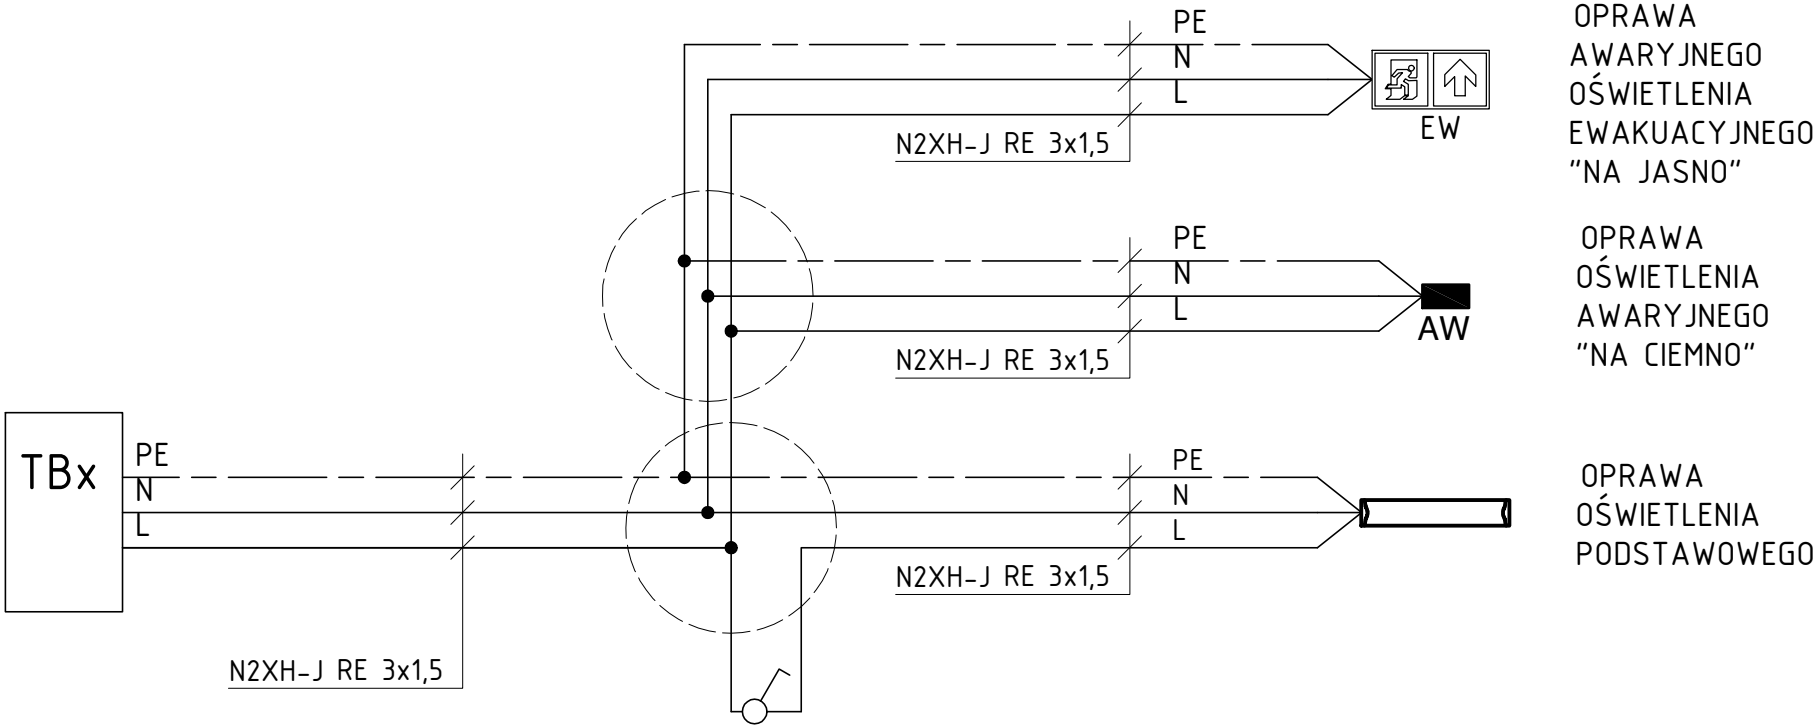 PE
N
L
N2XH-J RE 3x1,5
EW
OPRAWA
AWARYJNEGO
OŚWIETLENIA
EWAKUACYJNEGO
"NA JASNO"
PE
N
L
N2XH-J RE 3x1,5
AW
OPRAWA
OŚWIETLENIA
AWARYJNEGO
"NA CIEMNO"
TBx
PE
N
L
N2XH-J RE 3x1,5
PE
N
L
N2XH-J RE 3x1,5
OPRAWA
OŚWIETLENIA
PODSTAWOWEGO